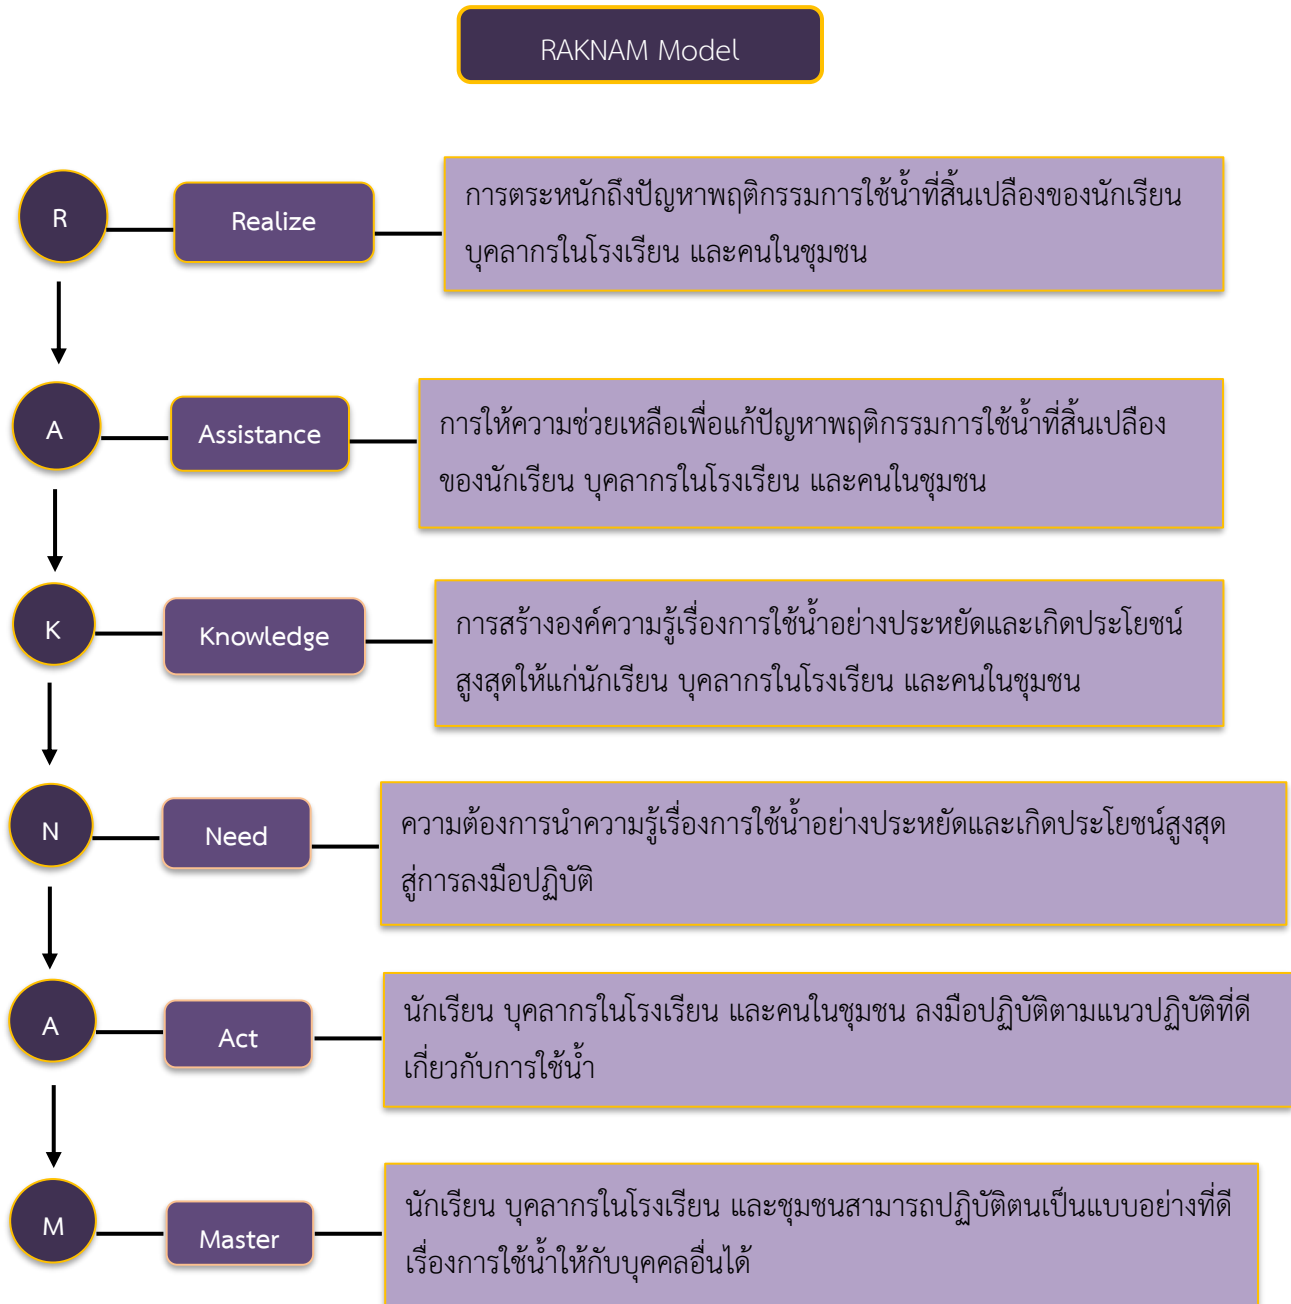 RAKNAM Model
R
Realize
การตระหนักถึงปัญหาพฤติกรรมการใช้น้ำที่สิ้นเปลืองของนักเรียน
บุคลากรในโรงเรียน และคนในชุมชน
A
Assistance
การให้ความช่วยเหลือเพื่อแก้ปัญหาพฤติกรรมการใช้น้ำที่สิ้นเปลือง
ของนักเรียน บุคลากรในโรงเรียน และคนในชุมชน
K
Knowledge
การสร้างองค์ความรู้เรื่องการใช้น้ำอย่างประหยัดและเกิดประโยชน์
สูงสุดให้แก่นักเรียน บุคลากรในโรงเรียน และคนในชุมชน
N
Need
ความต้องการนำความรู้เรื่องการใช้น้ำอย่างประหยัดและเกิดประโยชน์สูงสุด
สู่การลงมือปฏิบัติ
A
Act
นักเรียน บุคลากรในโรงเรียน และคนในชุมชน ลงมือปฏิบัติตามแนวปฏิบัติที่ดี
เกี่ยวกับการใช้น้ำ
M
Master
นักเรียน บุคลากรในโรงเรียน และชุมชนสามารถปฏิบัติตนเป็นแบบอย่างที่ดี
เรื่องการใช้น้ำให้กับบุคคลอื่นได้